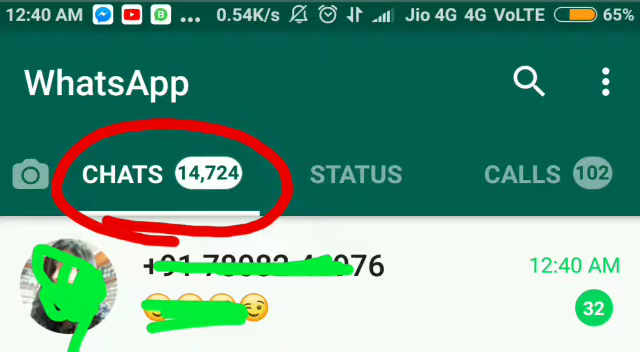 12:40 AM ... 0.54K/s Jio 4G 4G VoLTE 65%
WhatsApp
CHATS 14,724 STATUS CALLS 102
12:40 AM
32